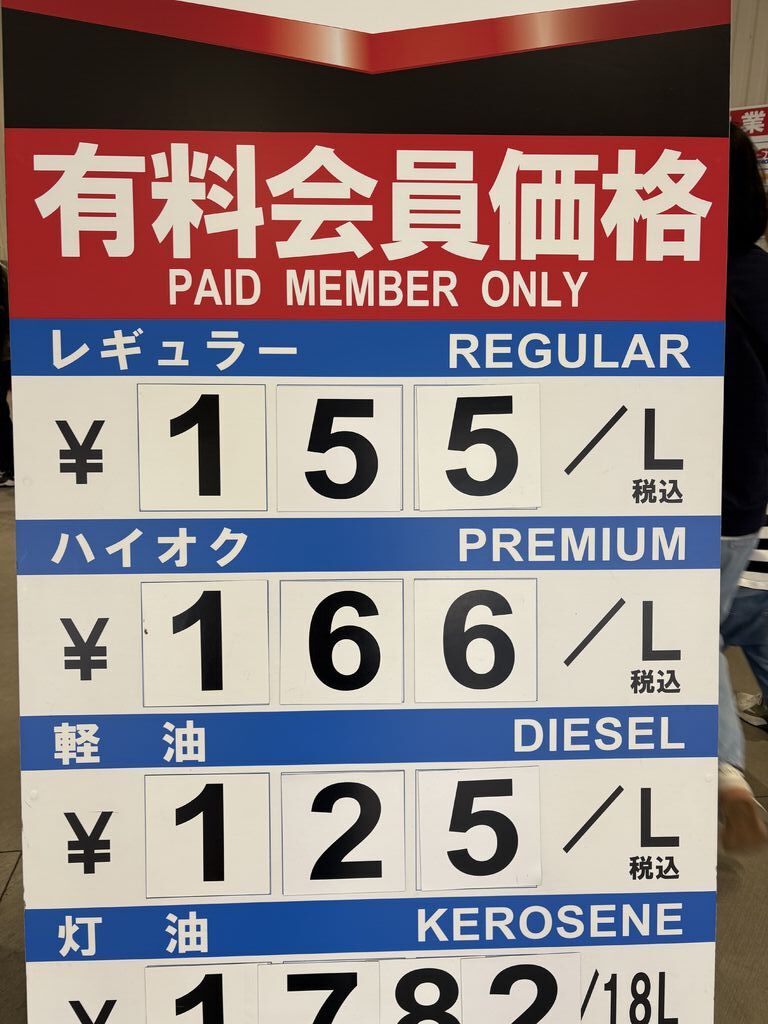 有料会員価格
PAID MEMBER ONLY
レギュラー REGULAR
¥ 155 /L
税込
ハイオク PREMIUM
¥ 166 /L
税込
軽油 DIESEL
¥ 125 /L
税込
灯油 KEROSENE
¥ 1782 /18L
業